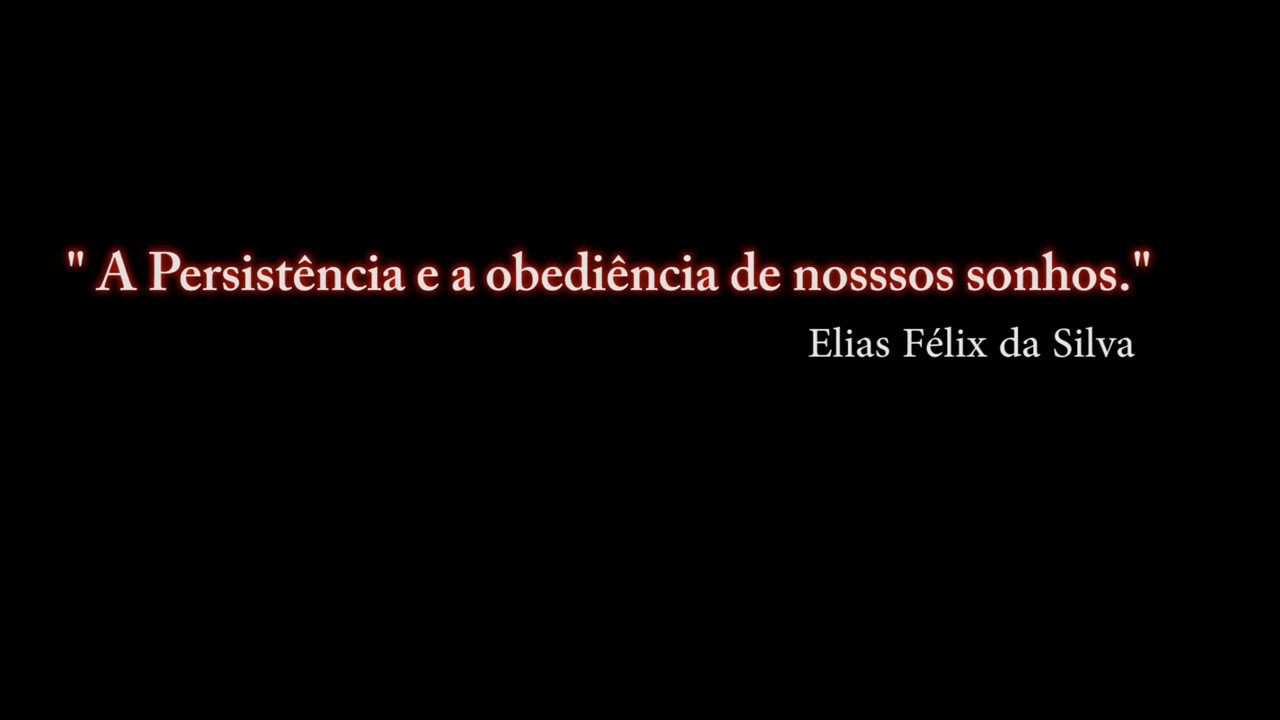 " A Persistência e a obediência de nosssos sonhos."
Elias Félix da Silva